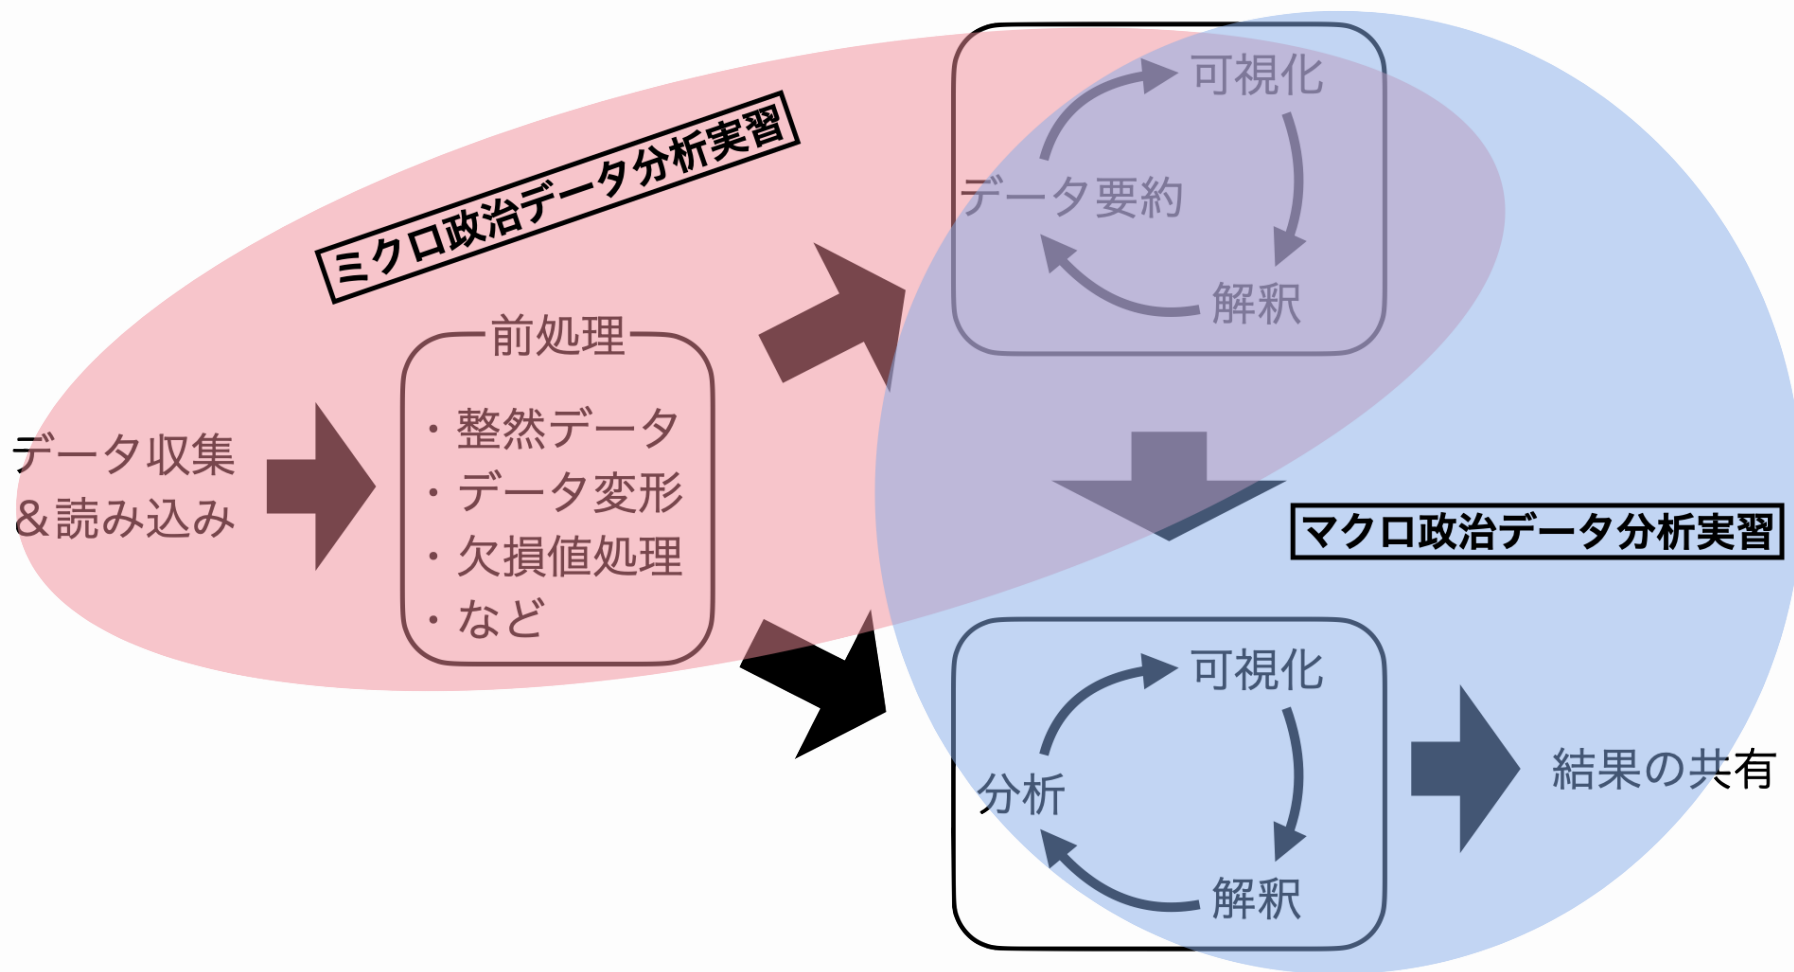 ミクロ政治データ分析実習
データ収集
&読み込み
前処理
・整然データ
・データ変形
・欠損値処理
・など
可視化
データ要約
解釈
マクロ政治データ分析実習
可視化
分析
解釈
結果の共有